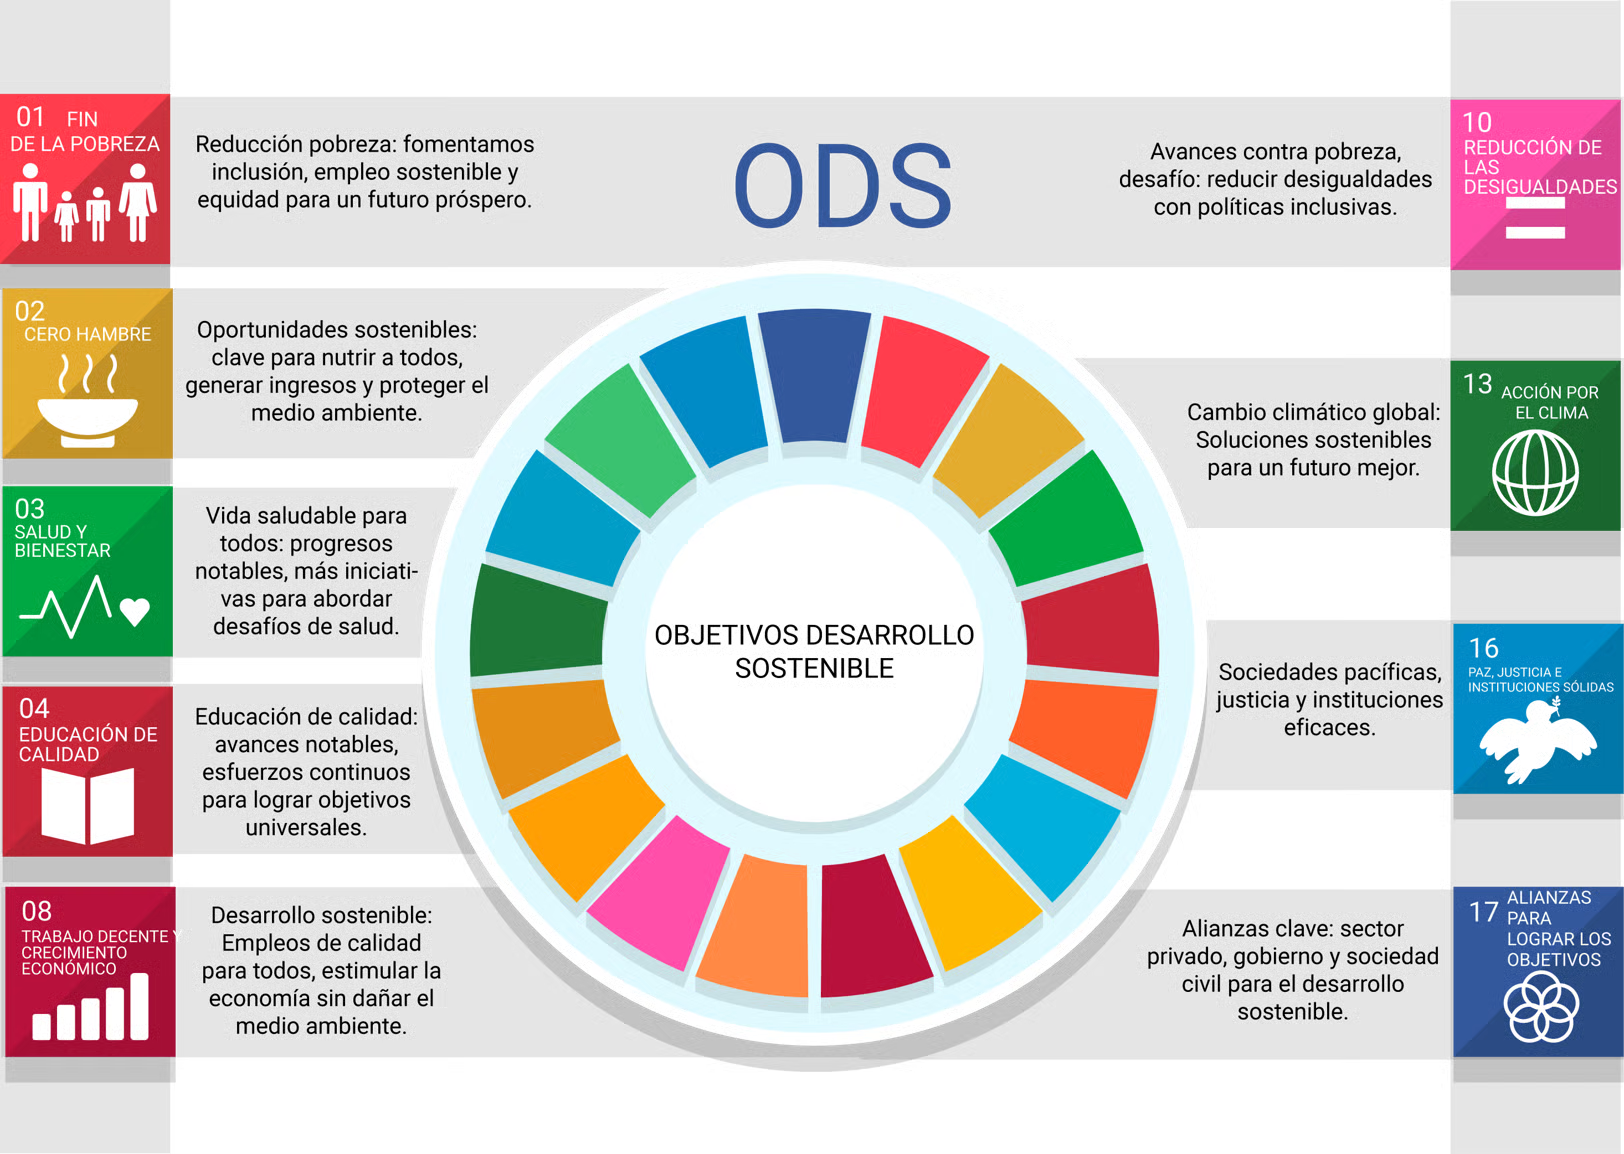 01 FIN
DE LA POBREZA
Reducción pobreza: fomentamos
inclusión, empleo sostenible y
equidad para un futuro próspero.
ODS
Avances contra pobreza,
desafío: reducir desigualdades
con políticas inclusivas.
10
REDUCCIÓN DE
LAS
DESIGUALDADES
02
CERO HAMBRE
Oportunidades sostenibles:
clave para nutrir a todos,
generar ingresos y proteger el
medio ambiente.
Cambio climático global:
Soluciones sostenibles
para un futuro mejor.
13 ACCIÓN POR
EL CLIMA
03
SALUD Y
BIENESTAR
Vida saludable para
todos: progresos
notables, más iniciati-
vas para abordar
desafíos de salud.
OBJETIVOS DESARROLLO
SOSTENIBLE
Sociedades pacíficas,
justicia y instituciones
eficaces.
16
PAZ, JUSTICIA E
INSTITUCIONES SÓLIDAS
04
EDUCACIÓN DE
CALIDAD
Educación de calidad:
avances notables,
esfuerzos continuos
para lograr objetivos
universales.
08
TRABAJO DECENTE Y
CRECIMIENTO
ECONÓMICO
Desarrollo sostenible:
Empleos de calidad
para todos, estimular la
economía sin dañar el
medio ambiente.
Alianzas clave: sector
privado, gobierno y sociedad
civil para el desarrollo
sostenible.
17 ALIANZAS
PARA
LOGRAR LOS
OBJETIVOS